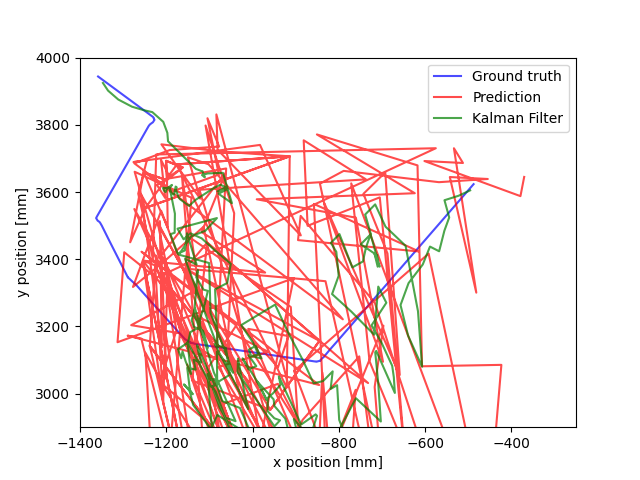 4000
3800
3600
3400
3200
3000
y position [mm]
−1400 −1200 −1000 −800 −600 −400
x position [mm]
Ground truth
Prediction
Kalman Filter